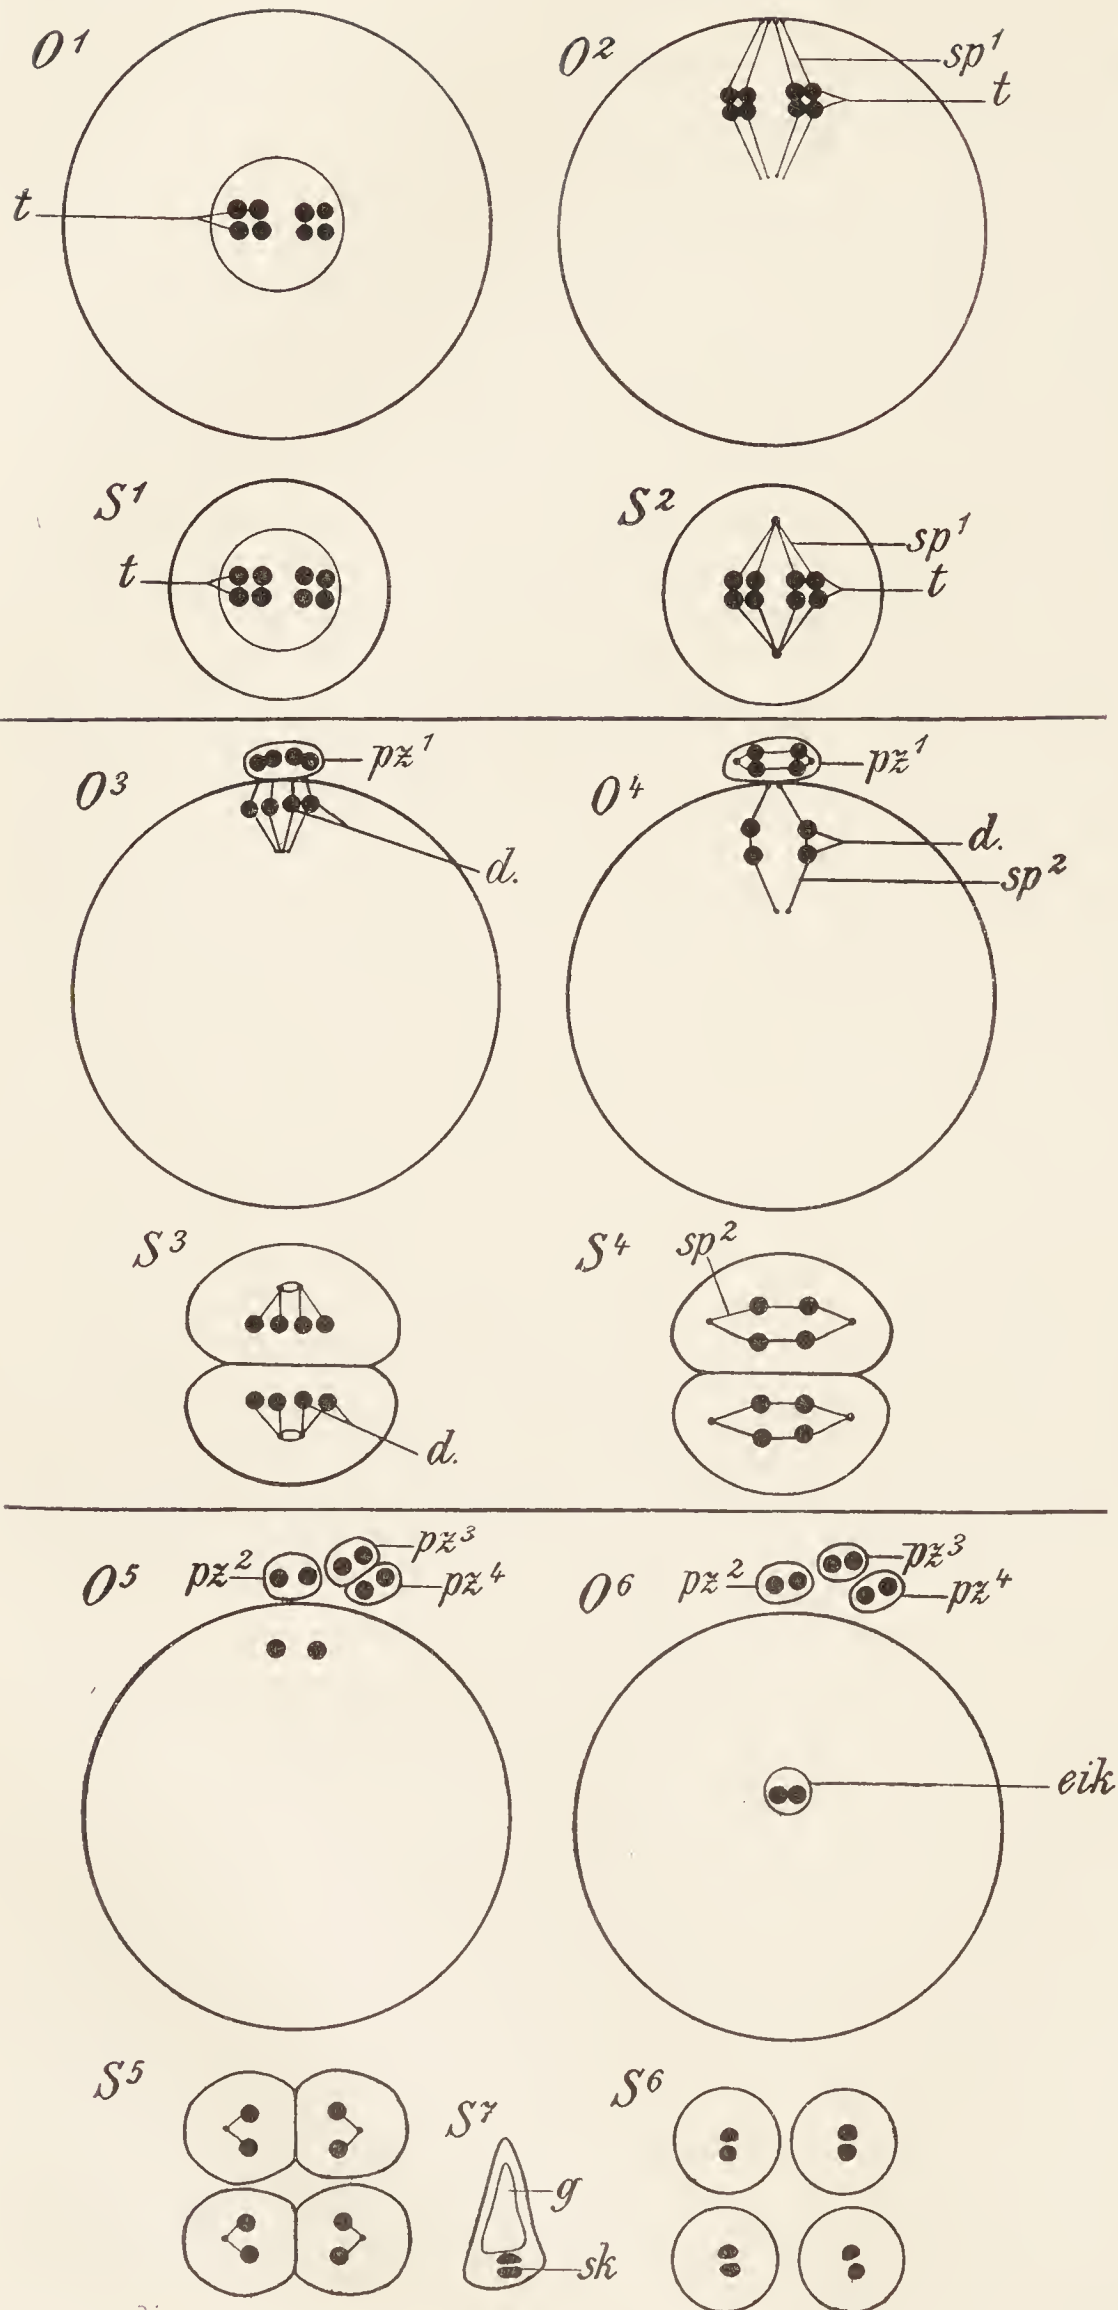 O¹
O²
sp¹
t
t
S¹
S²
sp¹
t
t
pz¹
pz¹
O³
O⁴
d.
d.
sp²
S³
S⁴
sp²
d.
O⁵
pz²
pz³
pz⁴
O⁶
pz²
pz³
pz⁴
eik
S⁵
S⁷
S⁶
g
sk